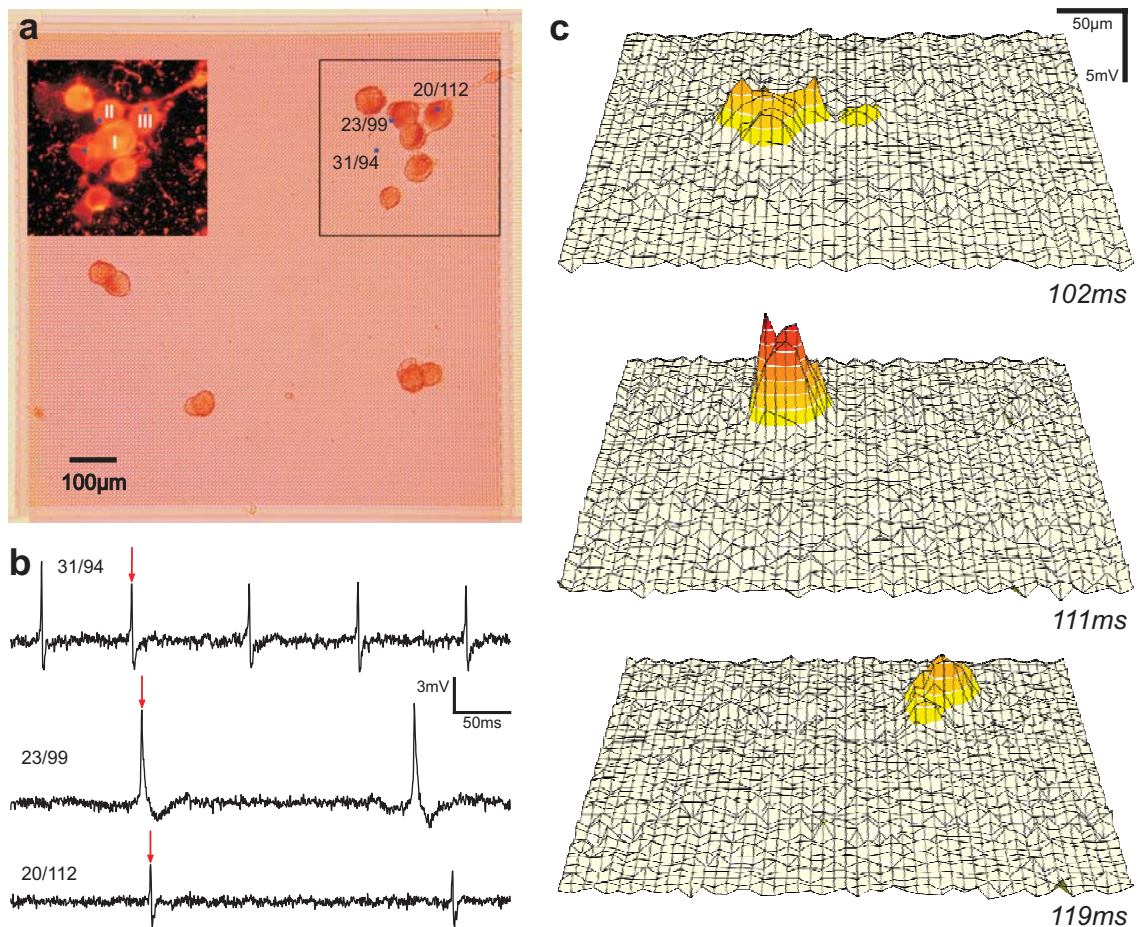 a
II
III
I
20/112
23/99
31/94
100µm
b
31/94
3mV
50ms
23/99
20/112
c
50µm
5mV
102ms
111ms
119ms